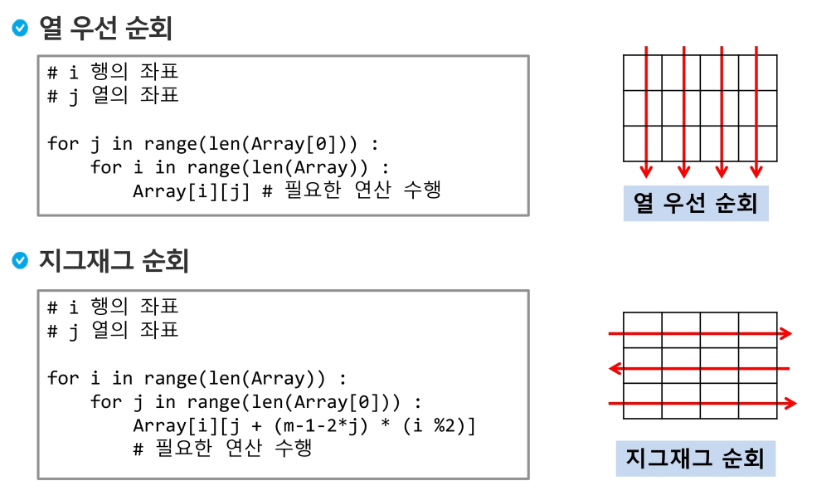 열 우선 순회
# i 행의 좌표
# j 열의 좌표
for j in range(len(Array[0])) :
    for i in range(len(Array)) :
        Array[i][j] # 필요한 연산 수행
열 우선 순회
지그재그 순회
# i 행의 좌표
# j 열의 좌표
for i in range(len(Array)) :
    for j in range(len(Array[0])) :
        Array[i][j + (m-1-2*j) * (i %2)]
        # 필요한 연산 수행
지그재그 순회